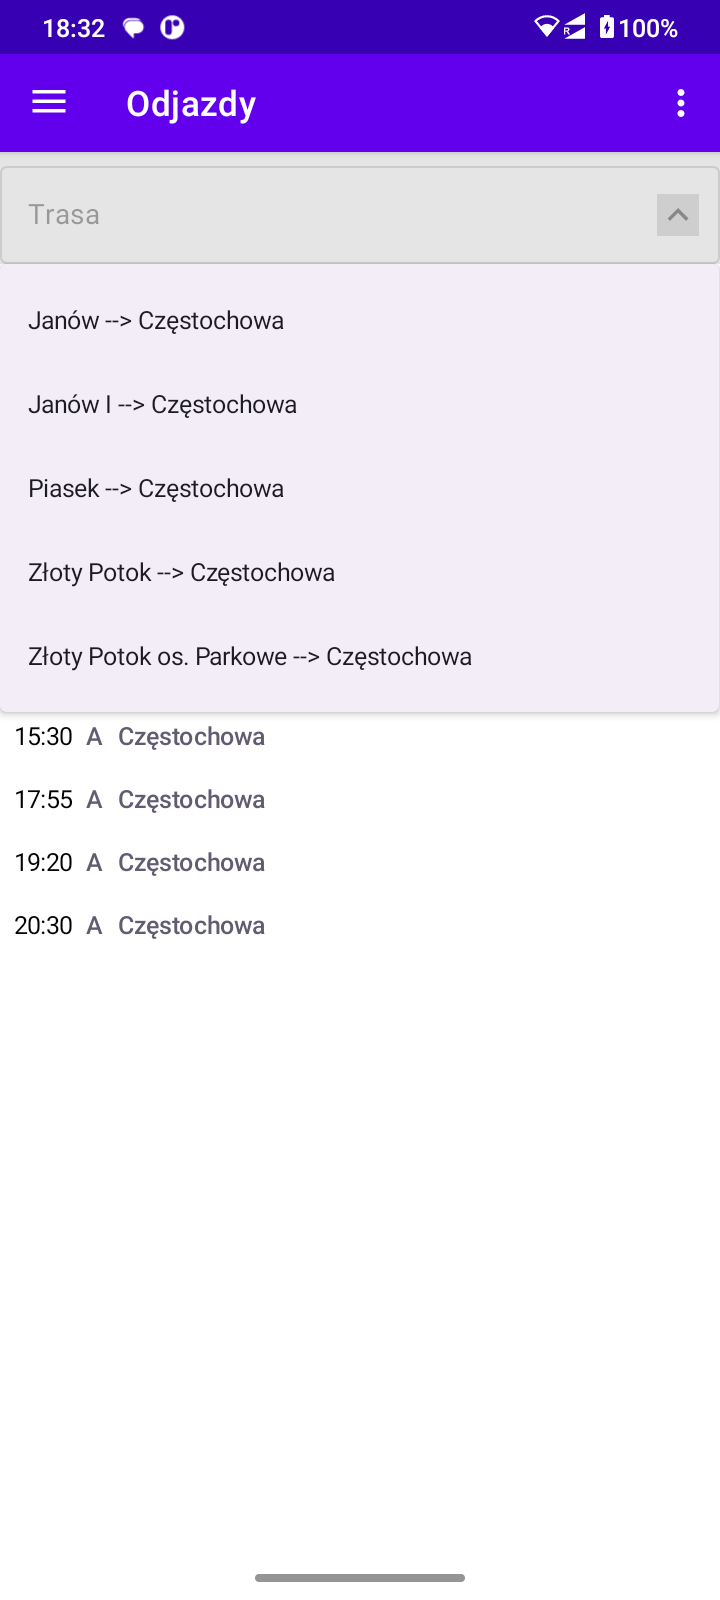 18:32
R
100%
Odjazdy
Trasa
Janów --> Częstochowa
Janów I --> Częstochowa
Piasek --> Częstochowa
Złoty Potok --> Częstochowa
Złoty Potok os. Parkowe --> Częstochowa
15:30 A Częstochowa
17:55 A Częstochowa
19:20 A Częstochowa
20:30 A Częstochowa